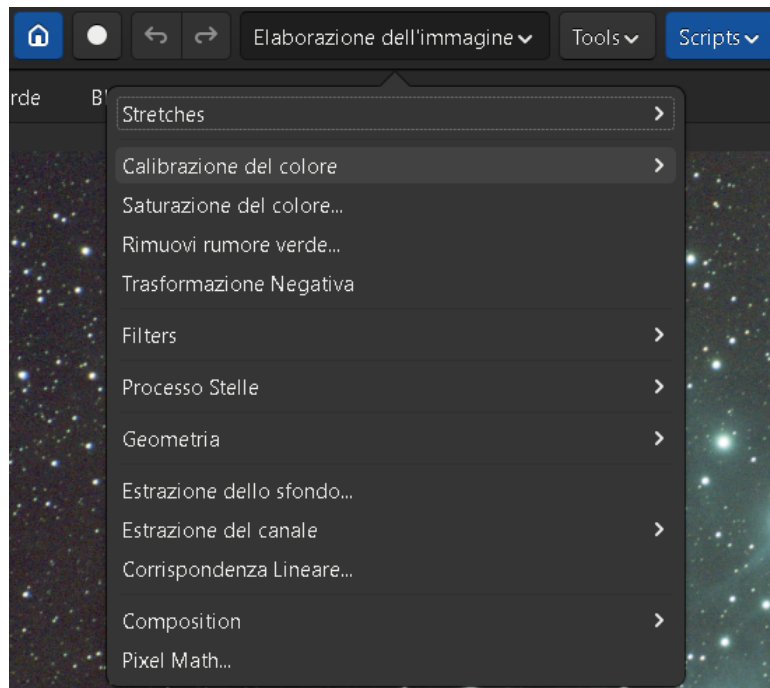 Elaborazione dell'immagine
Tools
Scripts
rde
Bl
Stretches
Calibrazione del colore
Saturazione del colore...
Rimuovi rumore verde...
Trasformazione Negativa
Filters
Processo Stelle
Geometria
Estrazione dello sfondo...
Estrazione del canale
Corrispondenza Lineare...
Composition
Pixel Math...